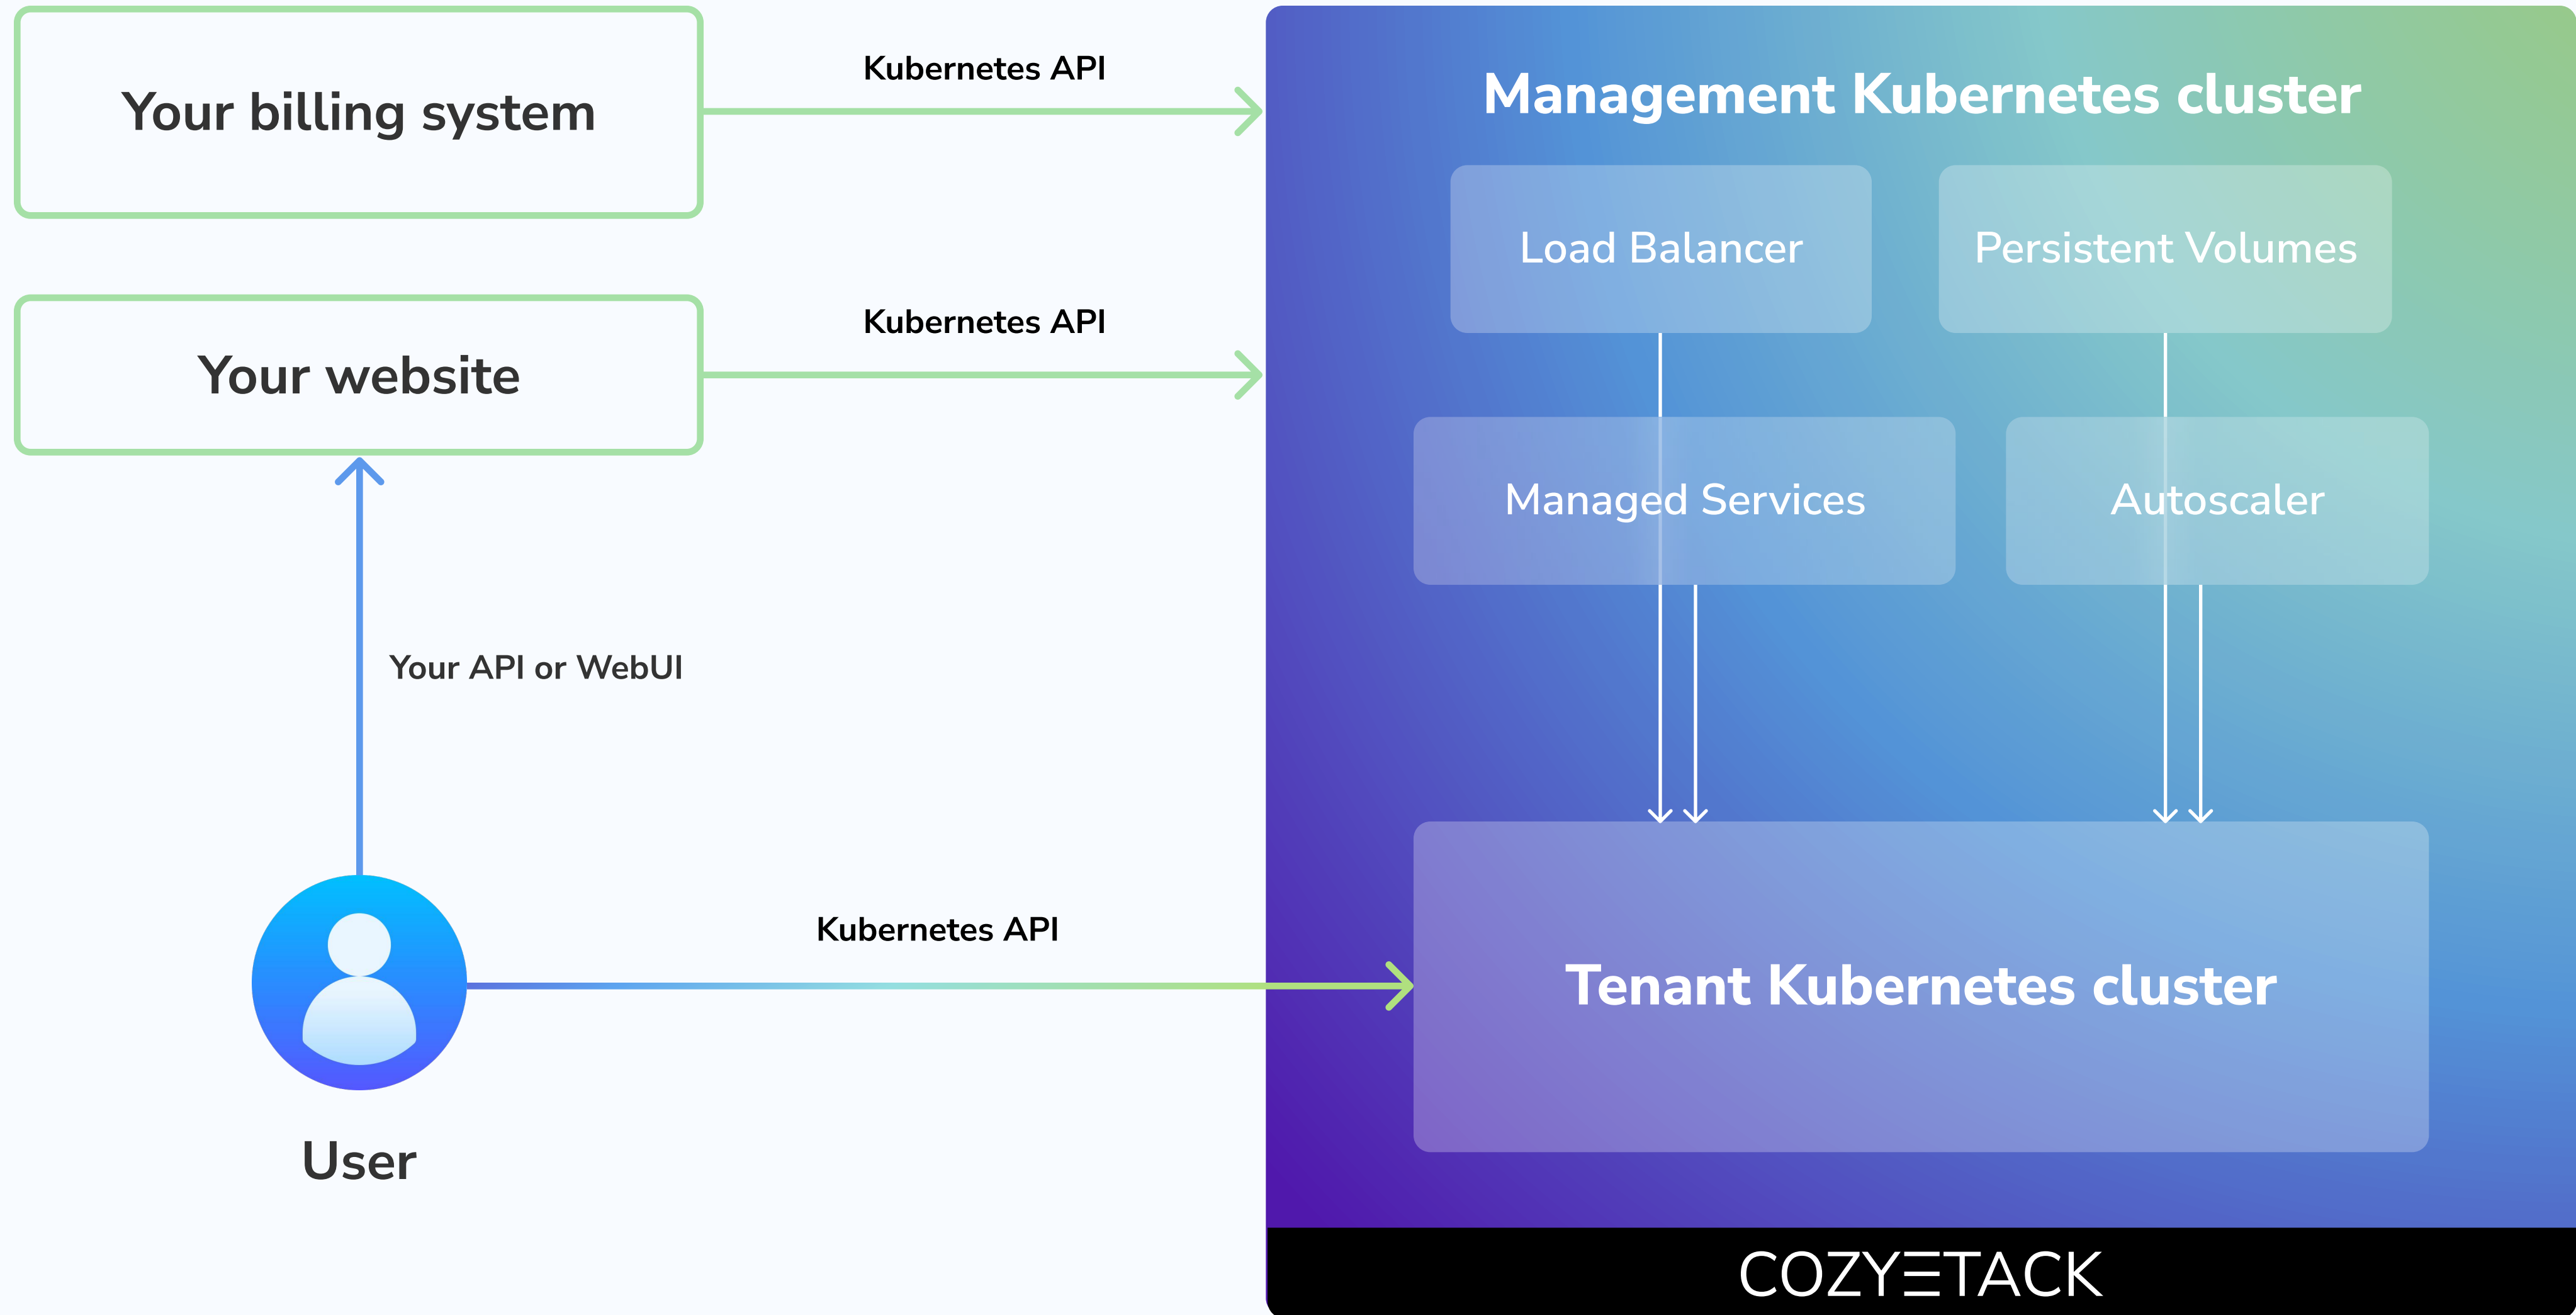 Your billing system
Kubernetes API
Management Kubernetes cluster
Load Balancer
Persistent Volumes
Your website
Kubernetes API
Managed Services
Autoscaler
Your API or WebUI
Kubernetes API
Tenant Kubernetes cluster
User
COZYSTACK